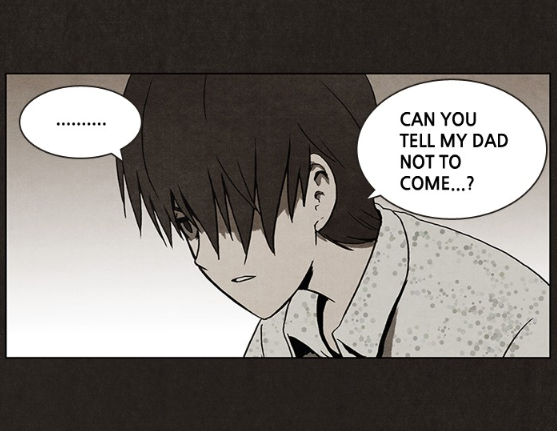 ..........
CAN YOU
TELL MY DAD
NOT TO
COME...?